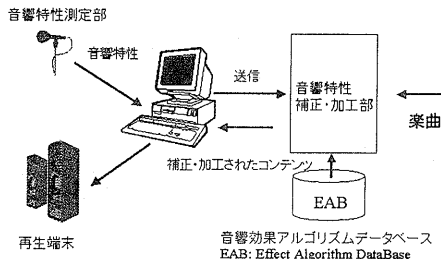 音響特性測定部
音響特性
送信
音響特性
補正・加工部
楽曲
補正・加工されたコンテンツ
EAB
再生端末
音響効果アルゴリズムデータベース
EAB: Effect Algorithm DataBase